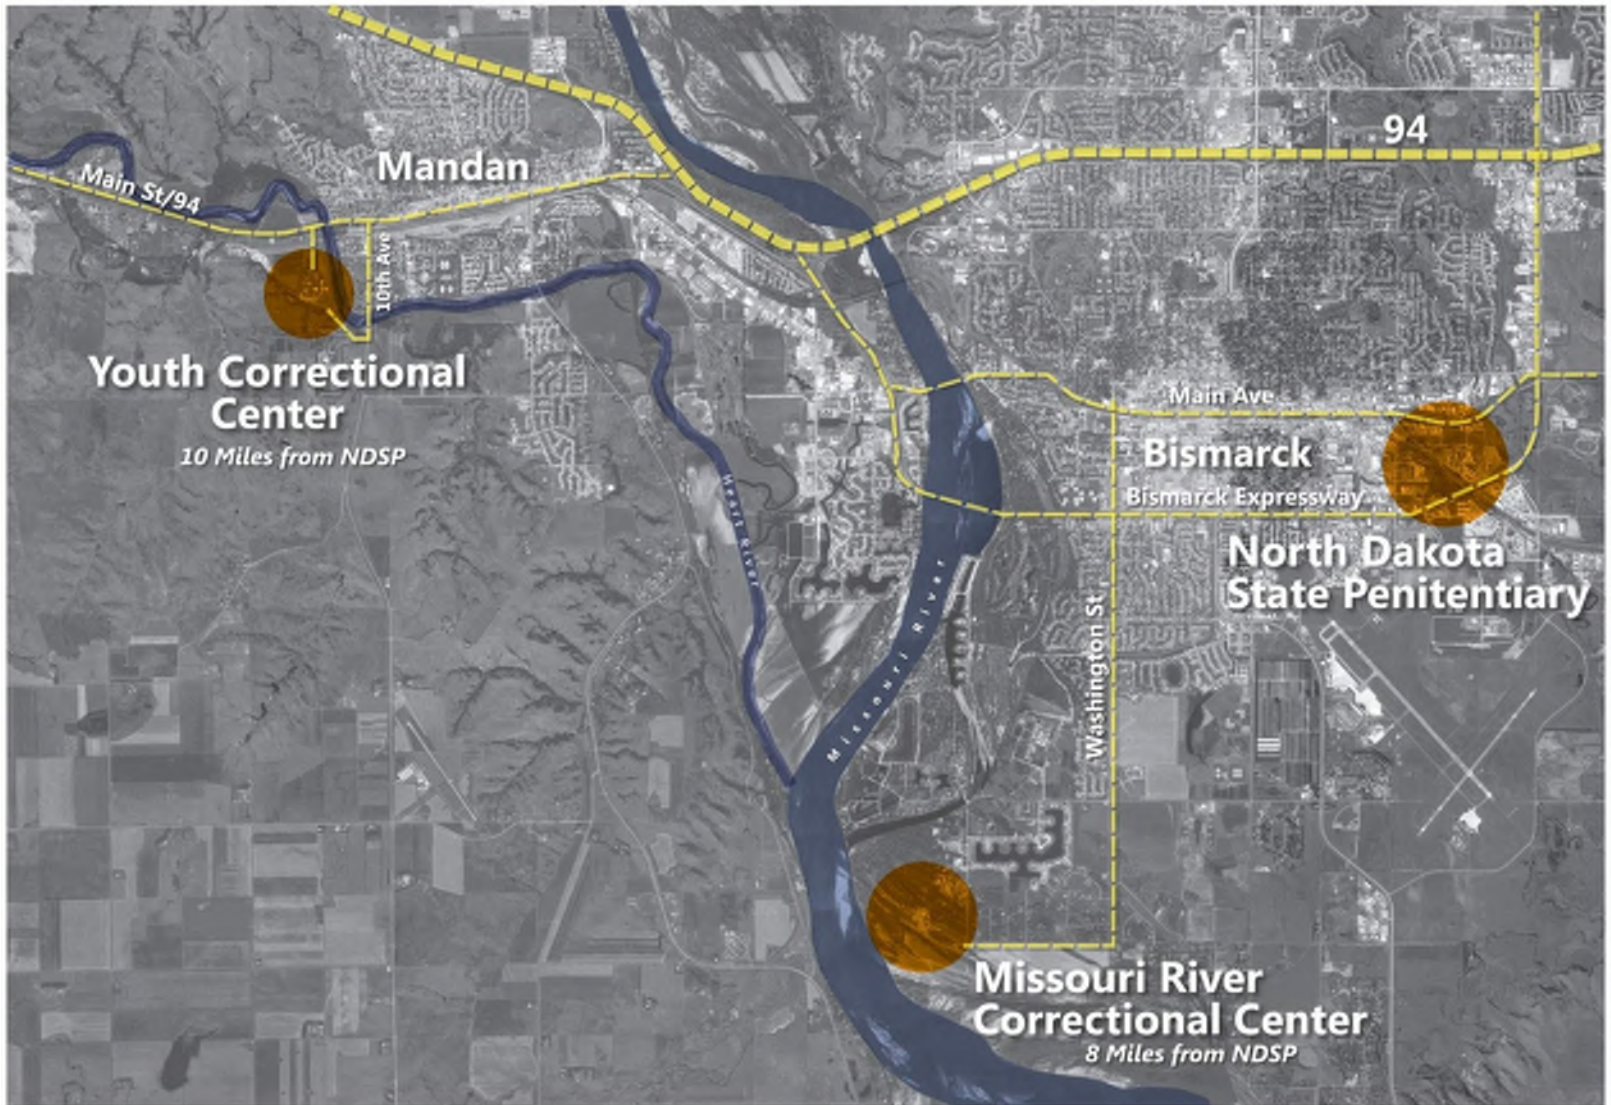 94
Mandan
Main St/94
10th Ave
Youth Correctional
Center
10 Miles from NDSP
Main Ave
Bismarck
Bismarck Expressway
Heart River
North Dakota
State Penitentiary
Missouri River
Washington St
Missouri River
Correctional Center
8 Miles from NDSP